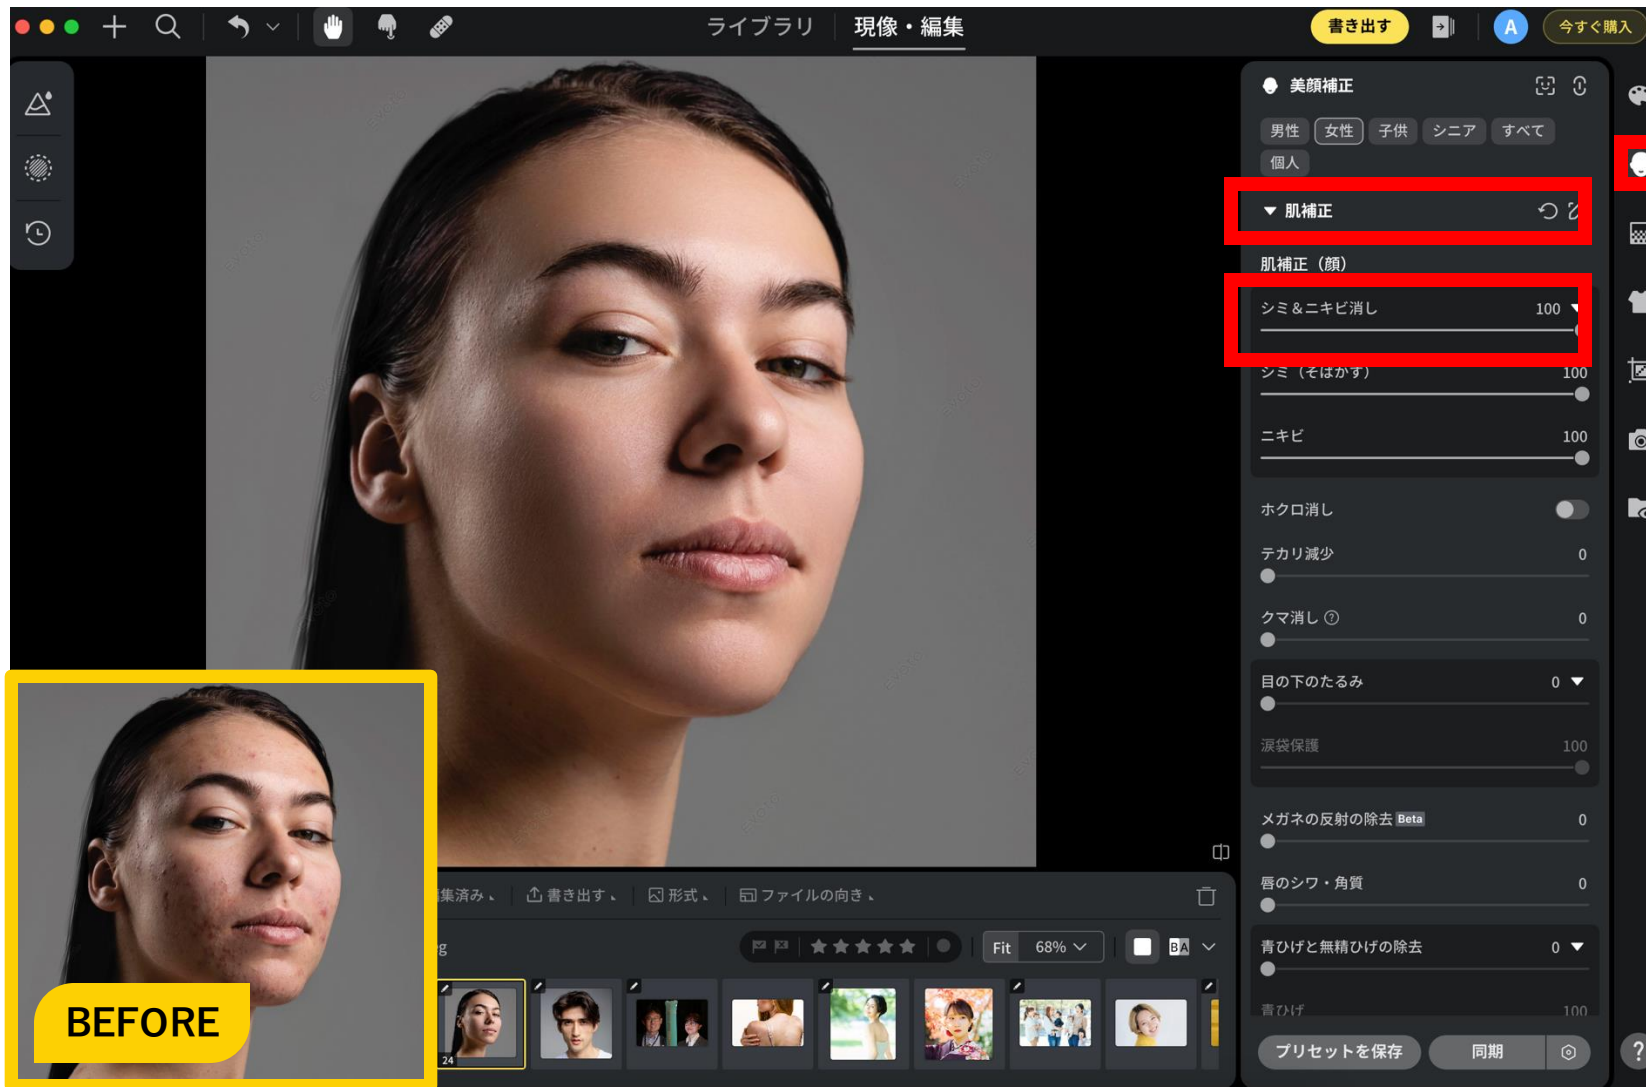 ライブラリ
現像・編集
書き出す
A
今すぐ購入
美顔補正
男性
女性
子供
シニア
すべて
個人
肌補正
肌補正（顔）
シミ&ニキビ消し 100
シミ（そばかす） 100
ニキビ 100
ホクロ消し
テカリ減少 0
クマ消し 0
目の下のたるみ 0
涙袋保護 100
メガネの反射の除去 Beta 0
唇のシワ・角質 0
青ひげと無精ひげの除去 0
青ひげ 100
プリセットを保存
同期
?
集済み
書き出す
形式
ファイルの向き
eg
Fit 68%
BA
24
BEFORE
evoto